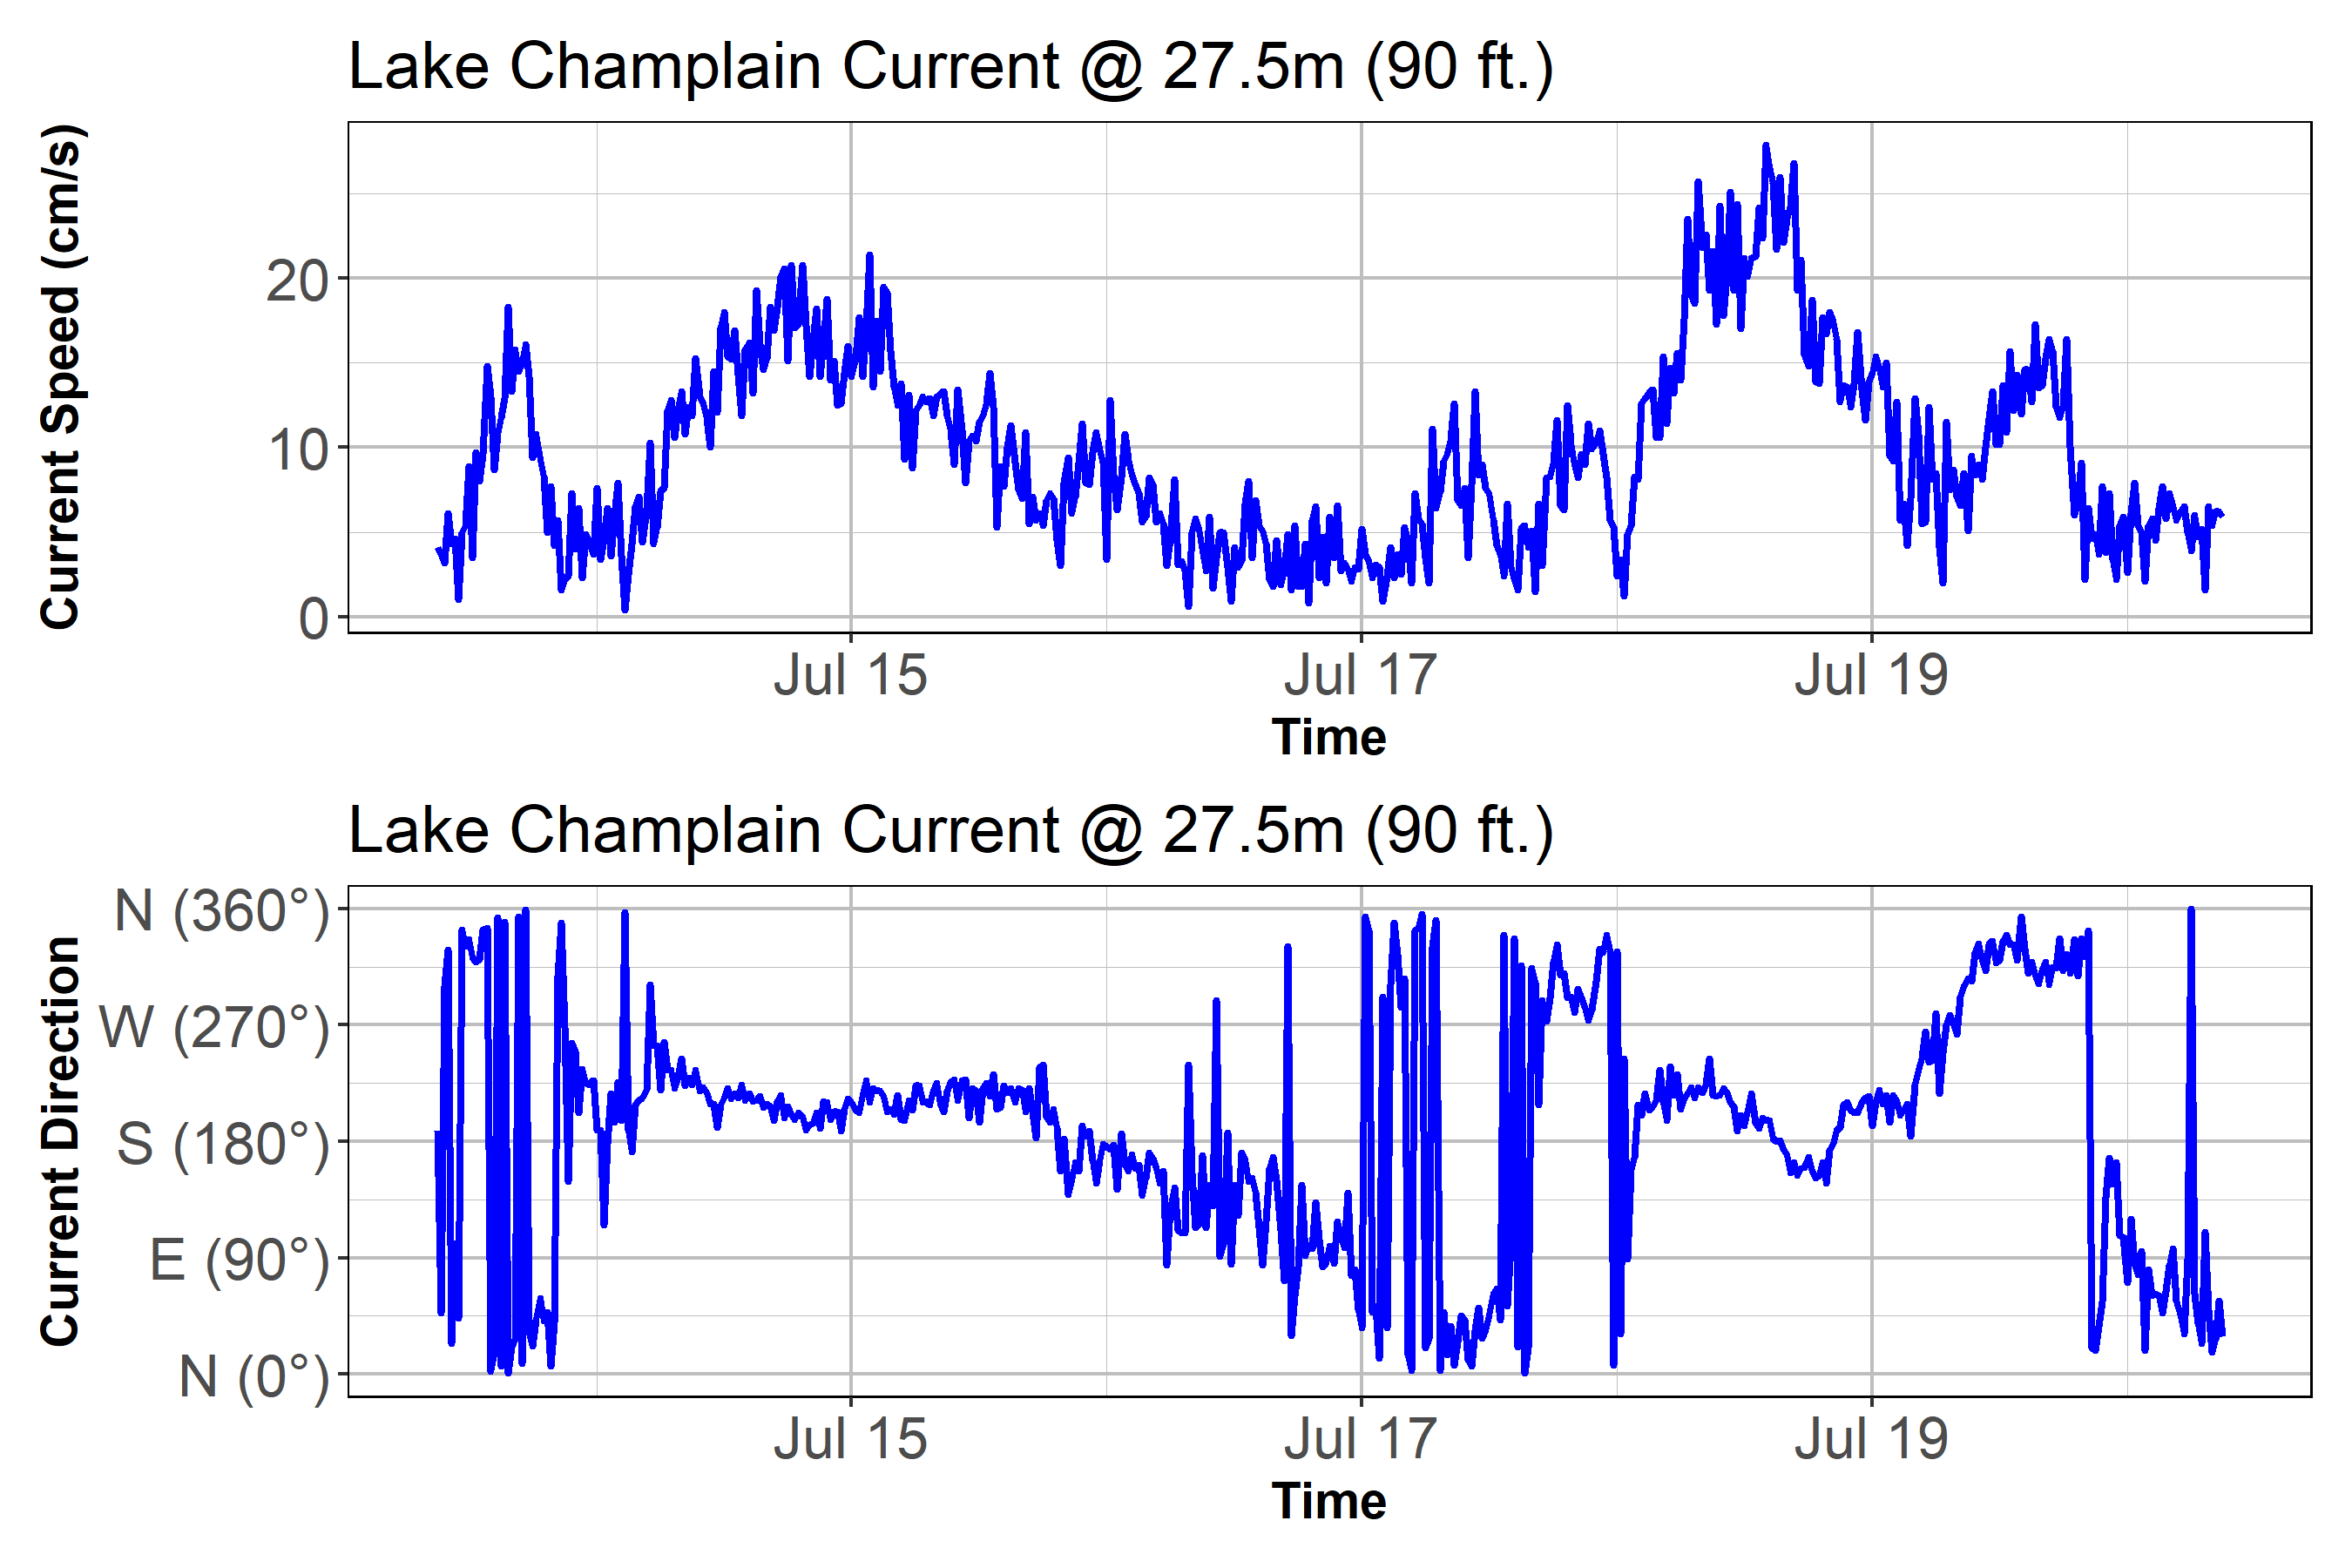 Lake Champlain Current @ 27.5m (90 ft.)
Current Speed (cm/s)
20
10
0
Jul 15 Jul 17 Jul 19
Time
Lake Champlain Current @ 27.5m (90 ft.)
Current Direction
N (360°)
W (270°)
S (180°)
E (90°)
N (0°)
Jul 15 Jul 17 Jul 19
Time